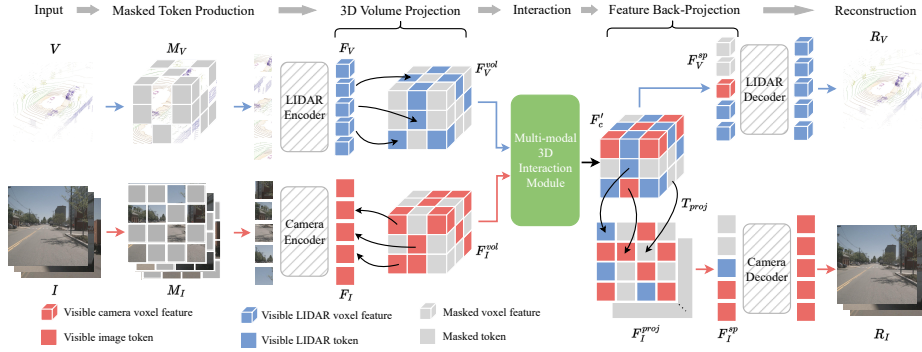 Input
Masked Token Production
3D Volume Projection
Interaction
Feature Back-Projection
Reconstruction
V
M_V
F_V
F_V^{vol}
F_V^{sp}
R_V
LIDAR
Encoder
LIDAR
Decoder
F_c'
Multi-modal
3D
Interaction
Module
T_{proj}
Camera
Encoder
Camera
Decoder
F_I^{vol}
I
M_I
F_I
F_I^{proj}
F_I^{sp}
R_I
Visible camera voxel feature
Visible LIDAR voxel feature
Masked voxel feature
Visible image token
Visible LIDAR token
Masked token